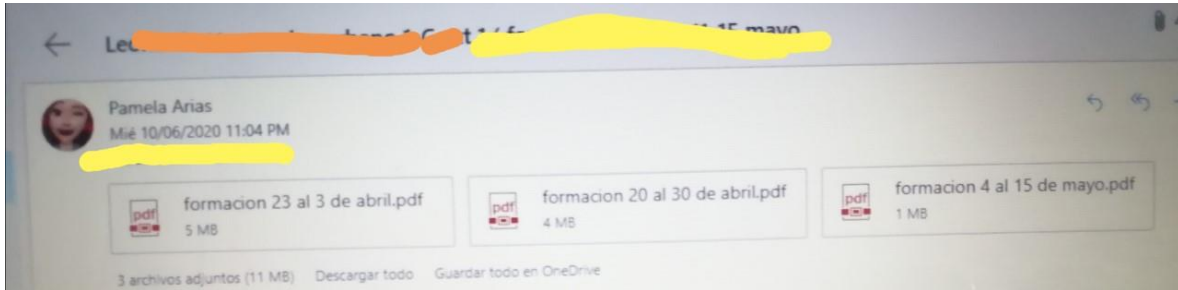 Pamela Arias
Mié 10/06/2020 11:04 PM
formacion 23 al 3 de abril.pdf
5 MB
formacion 20 al 30 de abril.pdf
4 MB
formacion 4 al 15 de mayo.pdf
1 MB
3 archivos adjuntos (11 MB) Descargar todo Guardar todo en OneDrive